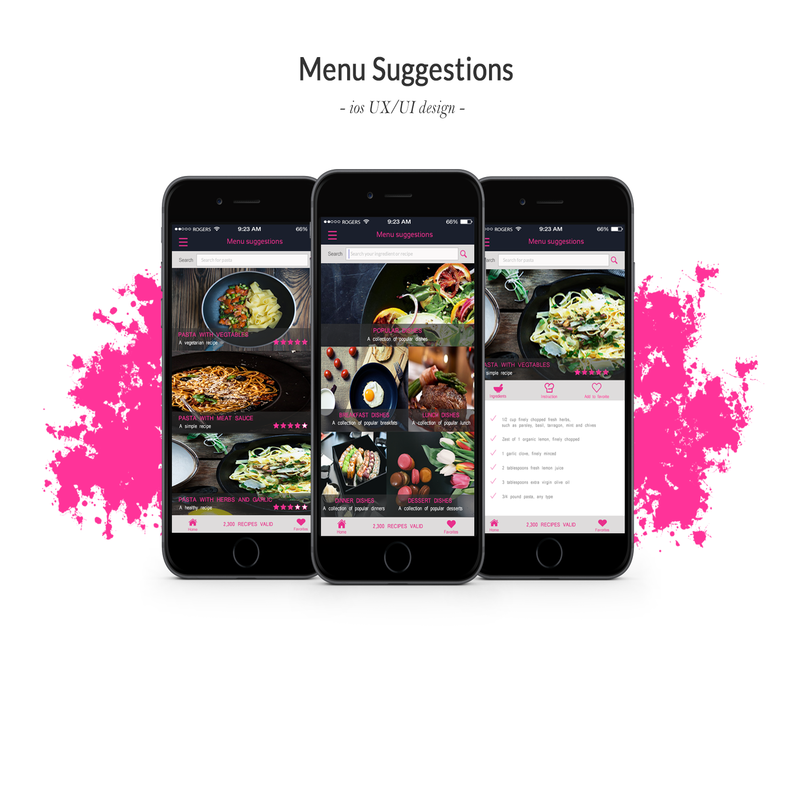 Menu Suggestions
- ios UX/UI design -
ROGERS 9:23 AM 66%
Menu suggestions
Search Search for pasta
PASTA WITH VEGTABLES
A vegetarian recipe
PASTA WITH MEAT SAUCE
A simple recipe
PASTA WITH HERBS AND GARLIC
A healthy recipe
Home 2,300 RECIPES VALID Favorites
ROGERS 9:23 AM 66%
Menu suggestions
Search Search your ingredients/recipe
POPULAR DISHES
A collection of popular dishes
BREAKFAST DISHES
A collection of popular breakfast
LUNCH DISHES
A collection of popular lunch
DINNER DISHES
A collection of popular dinners
DESSERT DISHES
A collection of popular desserts
Home 2,300 RECIPES VALID Favorites
ROGERS 9:23 AM 66%
Menu suggestions
Search for pasta
PASTA WITH VEGTABLES
simple recipe
Ingredients Instruction Add to favorite
1/2 cup finely chopped fresh herbs,
such as parsley, basil, tarragon, mint and chives
Zest of 1 organic lemon, finely chopped
1 garlic clove, finely minced
2 tablespoons fresh lemon juice
3 tablespoons extra virgin olive oil
3/4 pound pasta, any type
Home 2,300 RECIPES VALID Favorites